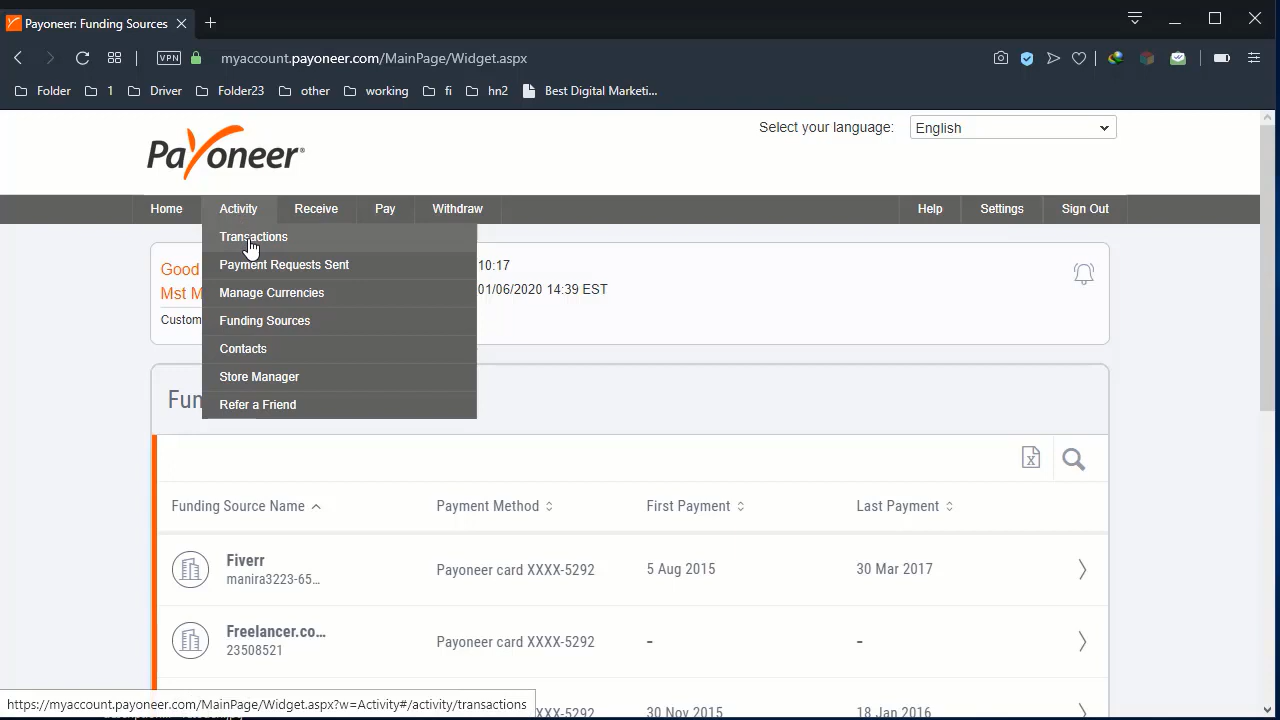 Payoneer: Funding Sources
VPN myaccount.payoneer.com/MainPage/Widget.aspx
Folder 1 Driver Folder23 other working fi hn2 Best Digital Marketi...
Payoneer
Select your language: English
Home Activity Receive Pay Withdraw Help Settings Sign Out
Transactions
Payment Requests Sent
Manage Currencies
Funding Sources
Contacts
Store Manager
Refer a Friend
Good 10:17
Mst M 01/06/2020 14:39 EST
Custom
Fun
Funding Source Name Payment Method First Payment Last Payment
Fiverr
manira3223-65...
Payoneer card XXXX-5292 5 Aug 2015 30 Mar 2017
Freelancer.co...
23508521
Payoneer card XXXX-5292 - -
XXX-5292 30 Nov 2015 18 Jan 2016
https://myaccount.payoneer.com/MainPage/Widget.aspx?w=Activity#/activity/transactions